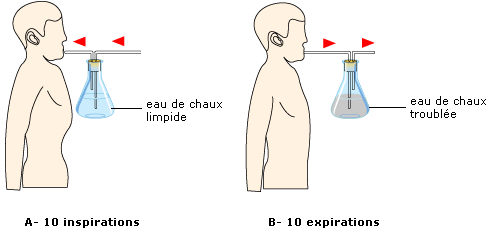 eau de chaux
limpide
eau de chaux
troublée
A- 10 inspirations
B- 10 expirations